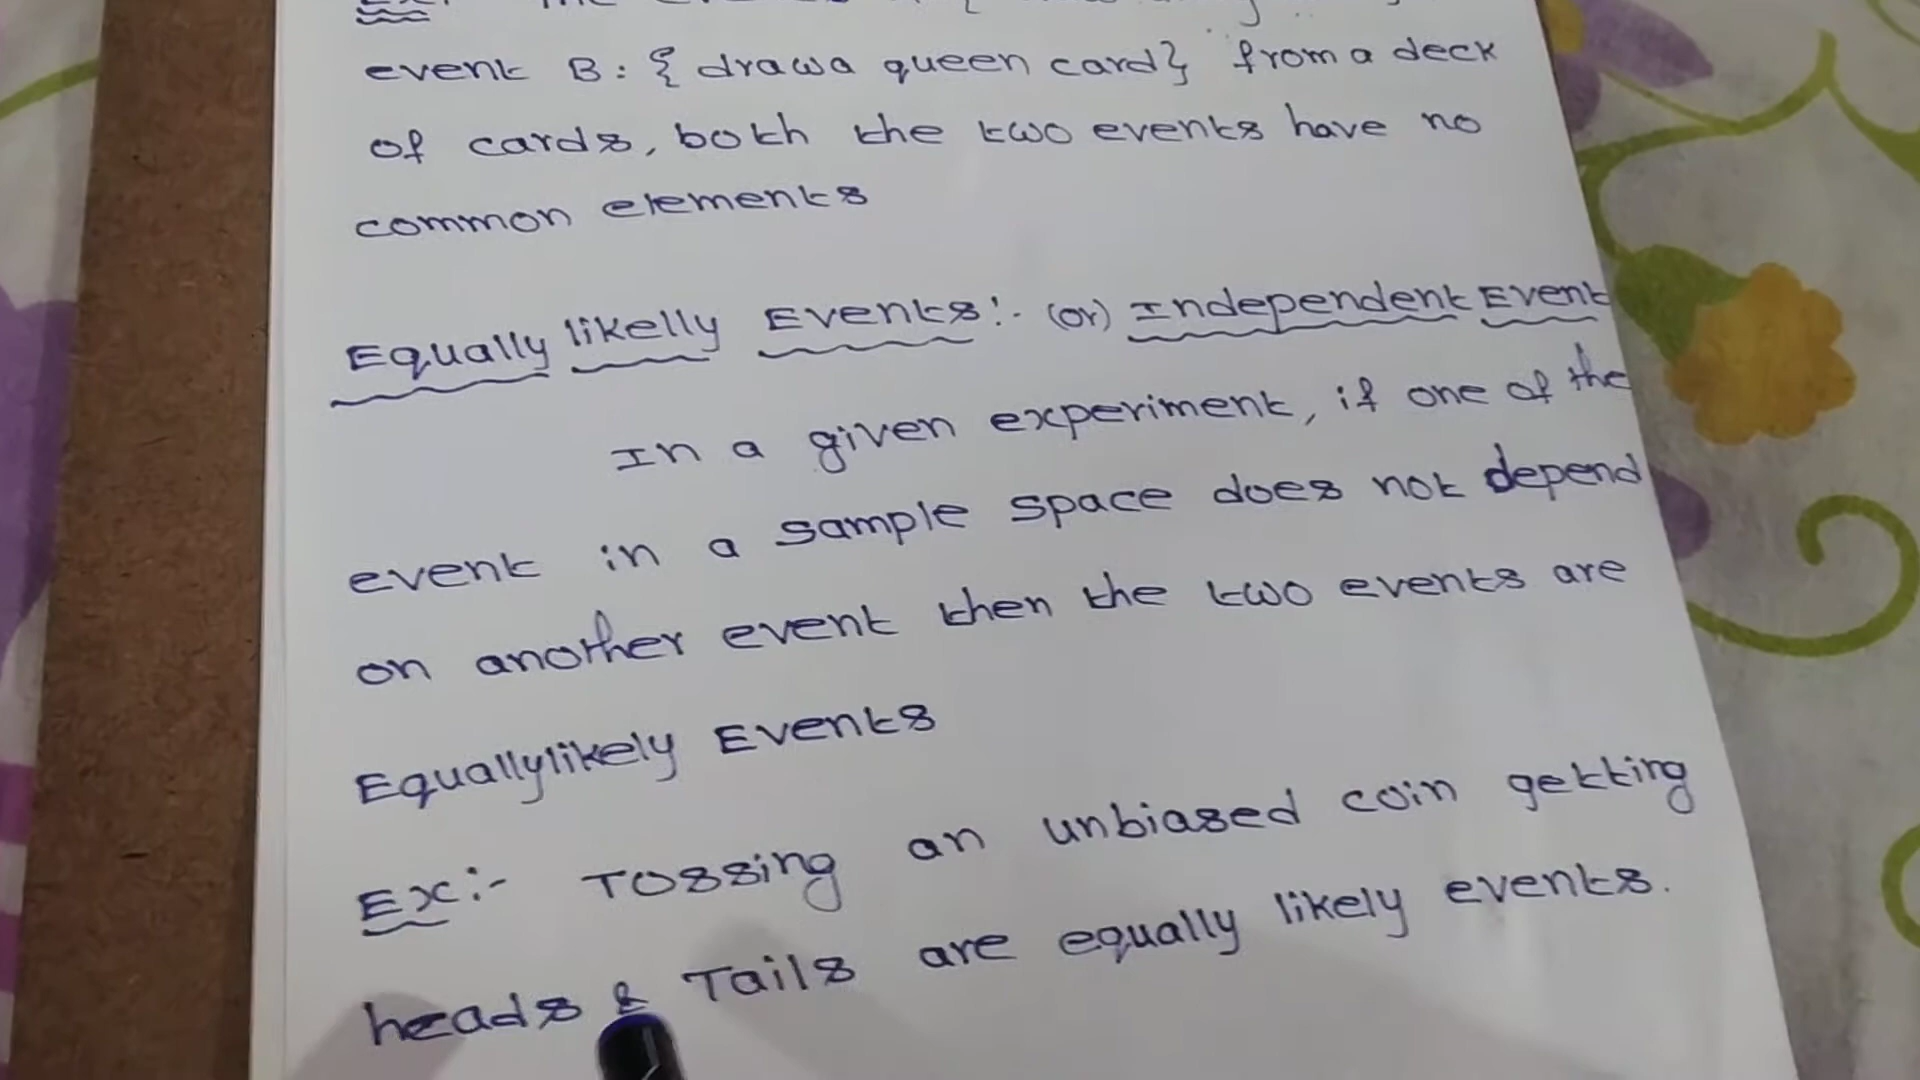 event B: { draw a queen card} from a deck
of cards, both the two events have no
common elements
Equally likelly Events:- (or) Independent Event
In a given experiment, if one of the
event in a sample space does not depend
on another event then the two events are
Equallylikely Events
Ex:- Tossing an unbiased coin getting
heads & Tails are equally likely events.